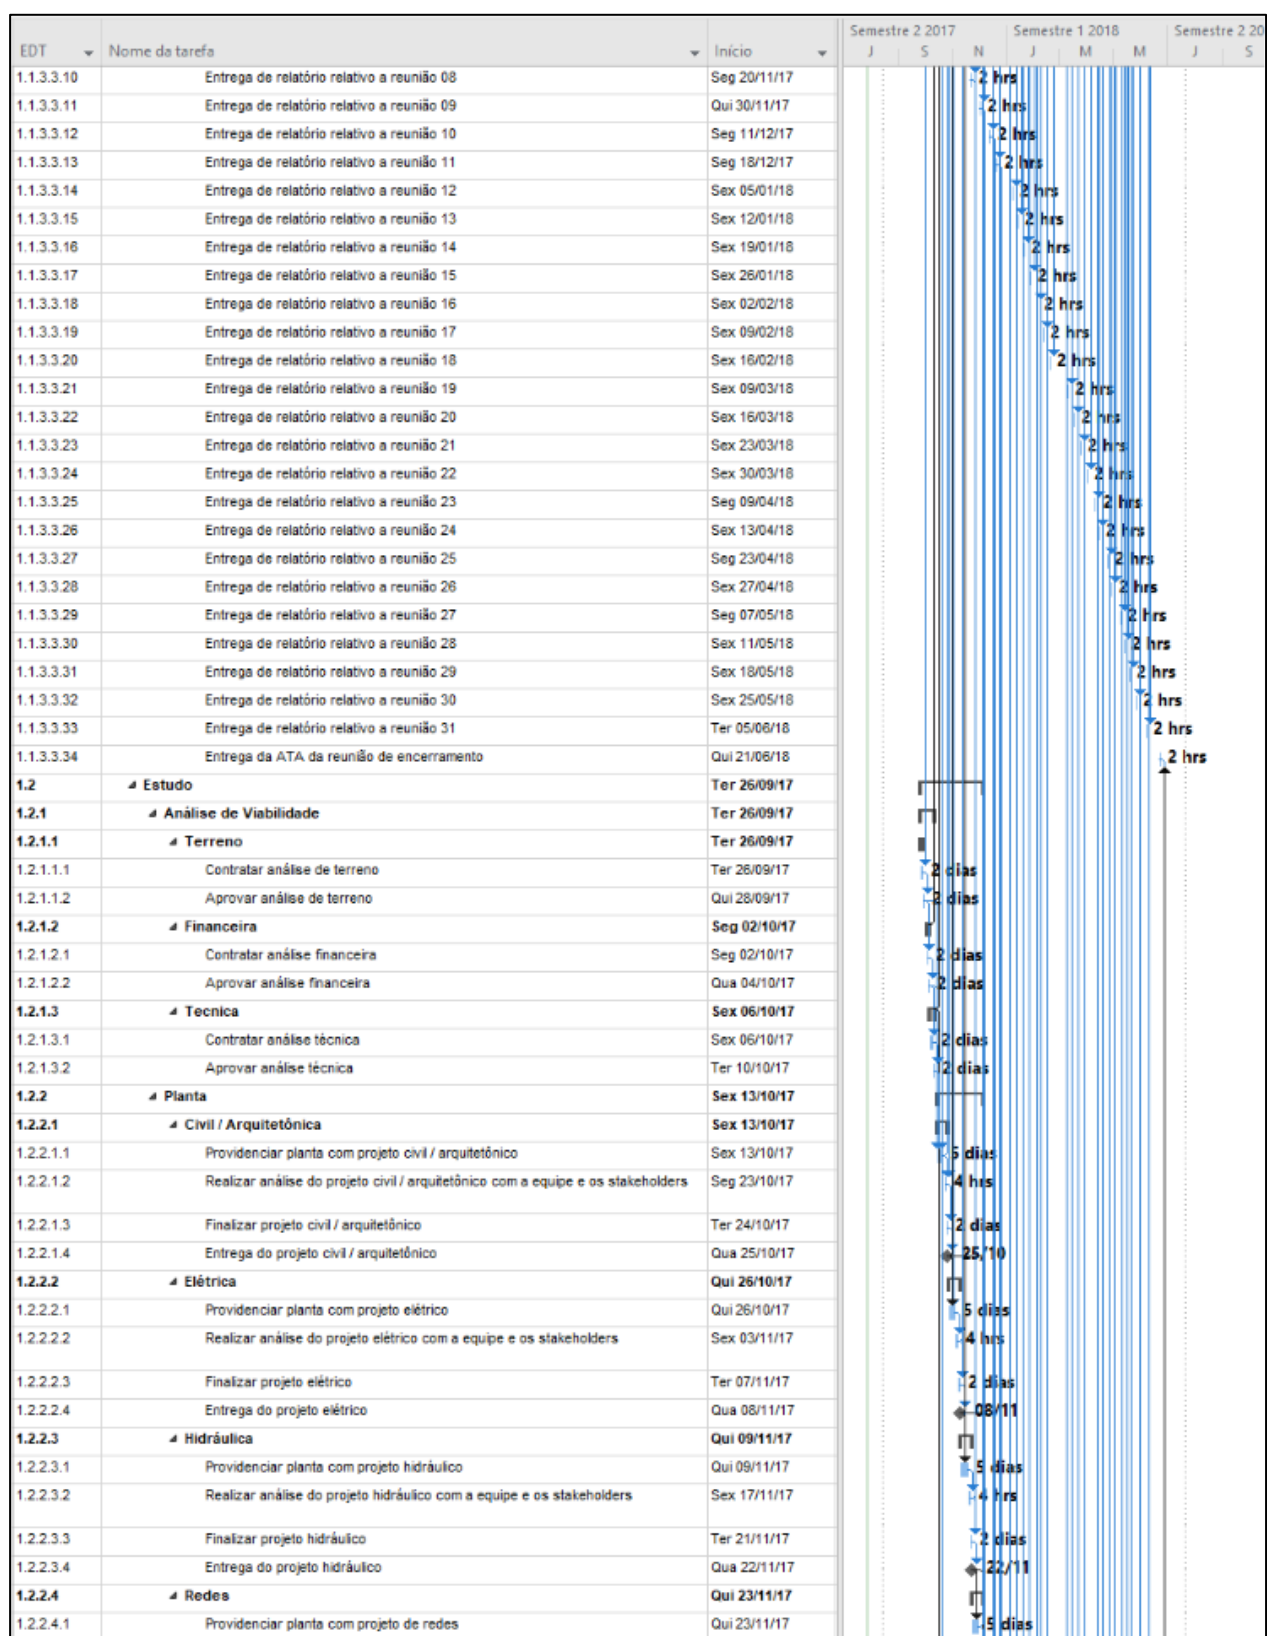 Semestre 2 2017 Semestre 1 2018 Semestre 2 20
EDT Nome da tarefa Início J S N J M M J S
1.1.3.3.10 Entrega de relatório relativo a reunião 08 Seg 20/11/17 2 hrs
1.1.3.3.11 Entrega de relatório relativo a reunião 09 Qui 30/11/17 2 hrs
1.1.3.3.12 Entrega de relatório relativo a reunião 10 Seg 11/12/17 2 hrs
1.1.3.3.13 Entrega de relatório relativo a reunião 11 Seg 18/12/17 2 hrs
1.1.3.3.14 Entrega de relatório relativo a reunião 12 Sex 05/01/18 2 hrs
1.1.3.3.15 Entrega de relatório relativo a reunião 13 Sex 12/01/18 2 hrs
1.1.3.3.16 Entrega de relatório relativo a reunião 14 Sex 19/01/18 2 hrs
1.1.3.3.17 Entrega de relatório relativo a reunião 15 Sex 26/01/18 2 hrs
1.1.3.3.18 Entrega de relatório relativo a reunião 16 Sex 02/02/18 2 hrs
1.1.3.3.19 Entrega de relatório relativo a reunião 17 Sex 09/02/18 2 hrs
1.1.3.3.20 Entrega de relatório relativo a reunião 18 Sex 16/02/18 2 hrs
1.1.3.3.21 Entrega de relatório relativo a reunião 19 Sex 09/03/18 2 hrs
1.1.3.3.22 Entrega de relatório relativo a reunião 20 Sex 16/03/18 2 hrs
1.1.3.3.23 Entrega de relatório relativo a reunião 21 Sex 23/03/18 2 hrs
1.1.3.3.24 Entrega de relatório relativo a reunião 22 Sex 30/03/18 2 hrs
1.1.3.3.25 Entrega de relatório relativo a reunião 23 Seg 09/04/18 2 hrs
1.1.3.3.26 Entrega de relatório relativo a reunião 24 Sex 13/04/18 2 hrs
1.1.3.3.27 Entrega de relatório relativo a reunião 25 Seg 23/04/18 2 hrs
1.1.3.3.28 Entrega de relatório relativo a reunião 26 Sex 27/04/18 2 hrs
1.1.3.3.29 Entrega de relatório relativo a reunião 27 Seg 07/05/18 2 hrs
1.1.3.3.30 Entrega de relatório relativo a reunião 28 Sex 11/05/18 2 hrs
1.1.3.3.31 Entrega de relatório relativo a reunião 29 Sex 18/05/18 2 hrs
1.1.3.3.32 Entrega de relatório relativo a reunião 30 Sex 25/05/18 2 hrs
1.1.3.3.33 Entrega de relatório relativo a reunião 31 Ter 05/06/18 2 hrs
1.1.3.3.34 Entrega da ATA da reunião de encerramento Qui 21/06/18 2 hrs
1.2 Estudo Ter 26/09/17
1.2.1 Análise de Viabilidade Ter 26/09/17
1.2.1.1 Terreno Ter 26/09/17
1.2.1.1.1 Contratar análise de terreno Ter 26/09/17 2 dias
1.2.1.1.2 Aprovar análise de terreno Qui 28/09/17 2 dias
1.2.1.2 Financeira Seg 02/10/17
1.2.1.2.1 Contratar análise financeira Seg 02/10/17 2 dias
1.2.1.2.2 Aprovar análise financeira Qua 04/10/17 2 dias
1.2.1.3 Tecnica Sex 06/10/17
1.2.1.3.1 Contratar análise técnica Sex 06/10/17 2 dias
1.2.1.3.2 Aprovar análise técnica Ter 10/10/17 2 dias
1.2.2 Planta Sex 13/10/17
1.2.2.1 Civil / Arquitetônica Sex 13/10/17
1.2.2.1.1 Providenciar planta com projeto civil / arquitetônico Sex 13/10/17 5 dias
1.2.2.1.2 Realizar análise do projeto civil / arquitetônico com a equipe e os stakeholders Seg 23/10/17 4 hrs
1.2.2.1.3 Finalizar projeto civil / arquitetônico Ter 24/10/17 2 dias
1.2.2.1.4 Entrega do projeto civil / arquitetônico Qua 25/10/17 25/10
1.2.2.2 Elétrica Qui 26/10/17
1.2.2.2.1 Providenciar planta com projeto elétrico Qui 26/10/17 5 dias
1.2.2.2.2 Realizar análise do projeto elétrico com a equipe e os stakeholders Sex 03/11/17 4 hrs
1.2.2.2.3 Finalizar projeto elétrico Ter 07/11/17 2 dias
1.2.2.2.4 Entrega do projeto elétrico Qua 08/11/17 08/11
1.2.2.3 Hidráulica Qui 09/11/17
1.2.2.3.1 Providenciar planta com projeto hidráulico Qui 09/11/17 5 dias
1.2.2.3.2 Realizar análise do projeto hidráulico com a equipe e os stakeholders Sex 17/11/17 4 hrs
1.2.2.3.3 Finalizar projeto hidráulico Ter 21/11/17 2 dias
1.2.2.3.4 Entrega do projeto hidráulico Qua 22/11/17 22/11
1.2.2.4 Redes Qui 23/11/17
1.2.2.4.1 Providenciar planta com projeto de redes Qui 23/11/17 5 dias